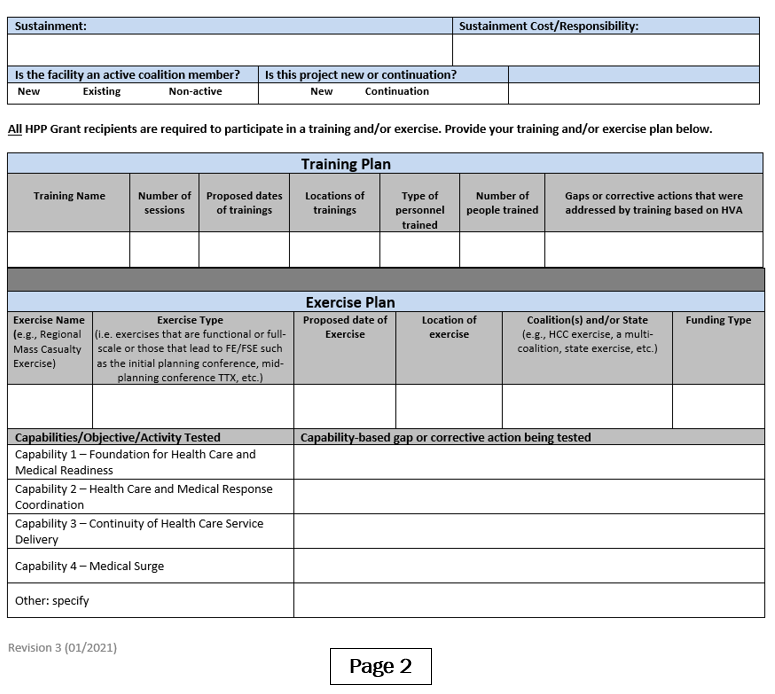 Sustainment: Sustainment Cost/Responsibility:
Is the facility an active coalition member? Is this project new or continuation?
New Existing Non-active New Continuation
All HPP Grant recipients are required to participate in a training and/or exercise. Provide your training and/or exercise plan below.
Training Plan
Training Name Number of sessions Proposed dates of trainings Locations of trainings Type of personnel trained Number of people trained Gaps or corrective actions that were addressed by training based on HVA
Exercise Plan
Exercise Name (e.g., Regional Mass Casualty Exercise)
Exercise Type (i.e. exercises that are functional or full-scale or those that lead to FE/FSE such as the initial planning conference, mid-planning conference TTX, etc.)
Proposed date of Exercise
Location of exercise
Coalition(s) and/or State (e.g., HCC exercise, a multi-coalition, state exercise, etc.)
Funding Type
Capabilities/Objective/Activity Tested Capability-based gap or corrective action being tested
Capability 1 – Foundation for Health Care and
Medical Readiness
Capability 2 – Health Care and Medical Response
Coordination
Capability 3 – Continuity of Health Care Service
Delivery
Capability 4 – Medical Surge
Other: specify
Revision 3 (01/2021)
Page 2